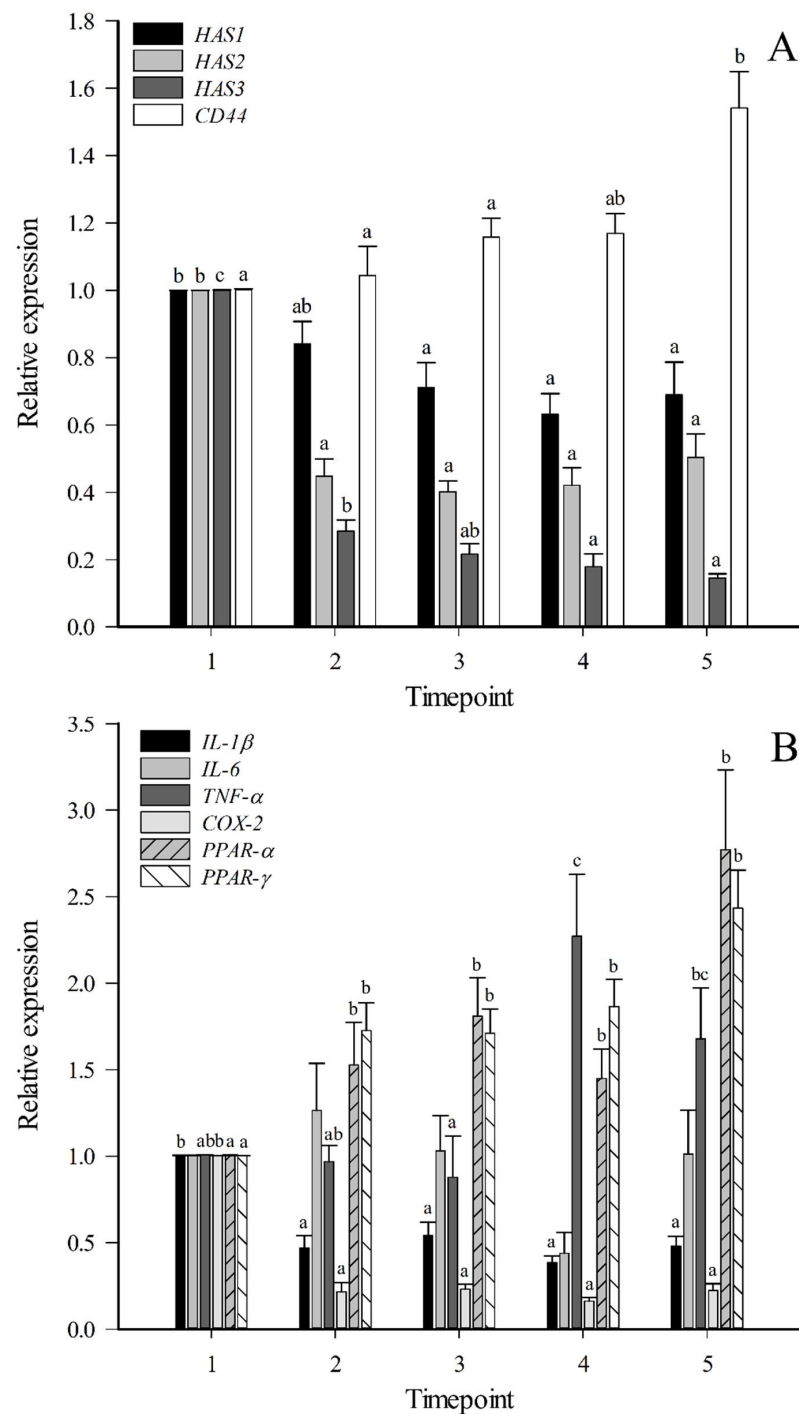 A
HAS1
HAS2
HAS3
CD44
1.8
1.6
1.4
1.2
1.0
0.8
0.6
0.4
0.2
0.0
Relative expression
b b c a
ab a b a
a a ab a
a a a ab
a a a b
1 2 3 4 5
Timepoint
B
IL-1β
IL-6
TNF-α
COX-2
PPAR-α
PPAR-γ
3.5
3.0
2.5
2.0
1.5
1.0
0.5
0.0
Relative expression
b abb a a
a ab a b b
a a a b b
a c a b b
a bc a b b
1 2 3 4 5
Timepoint